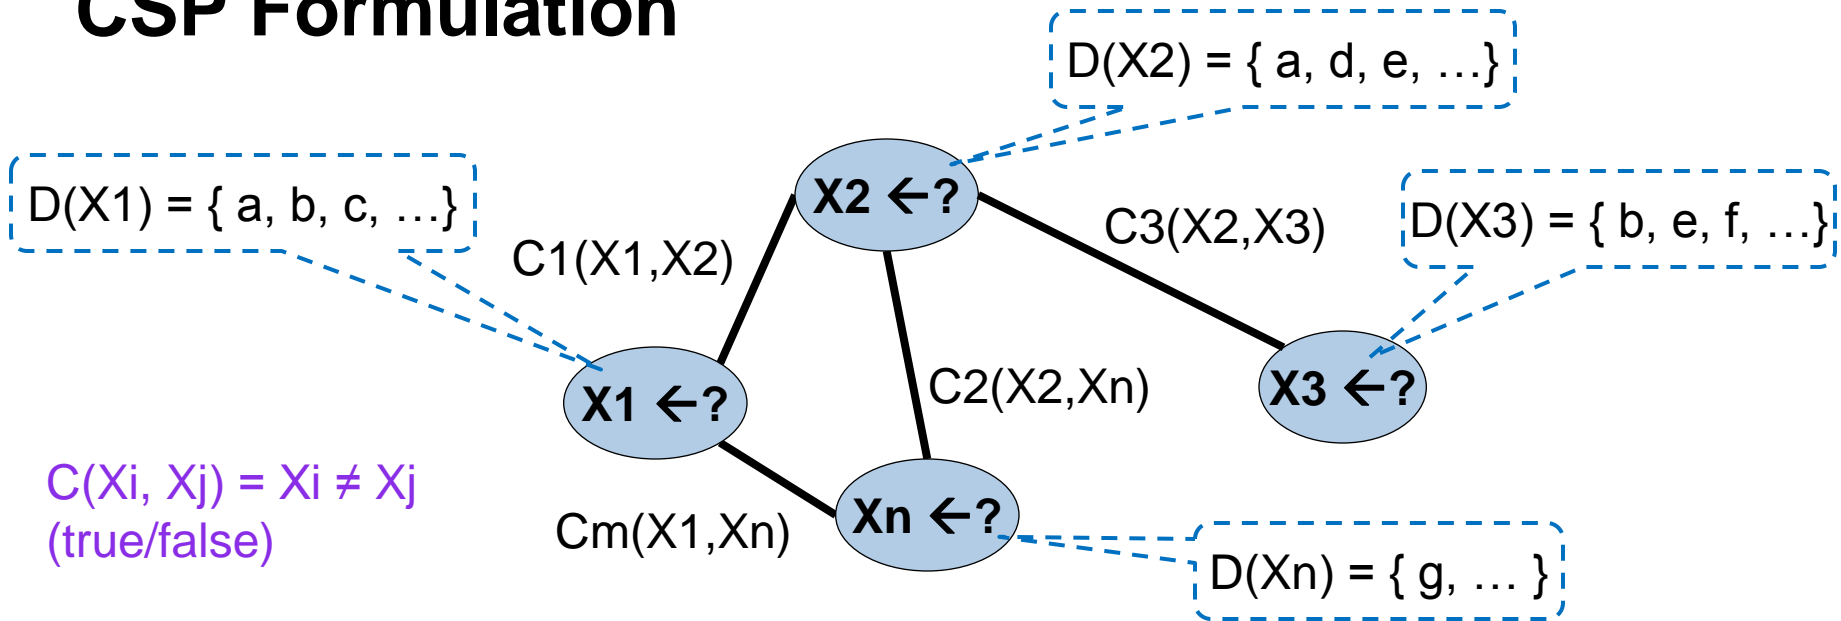 CSP Formulation
D(X2) = { a, d, e, …}
D(X1) = { a, b, c, …}
X2 ←?
C3(X2,X3)
D(X3) = { b, e, f, …}
C1(X1,X2)
X1 ←?
C2(X2,Xn)
X3 ←?
C(Xi, Xj) = Xi ≠ Xj
(true/false)
Cm(X1,Xn)
Xn ←?
D(Xn) = { g, … }